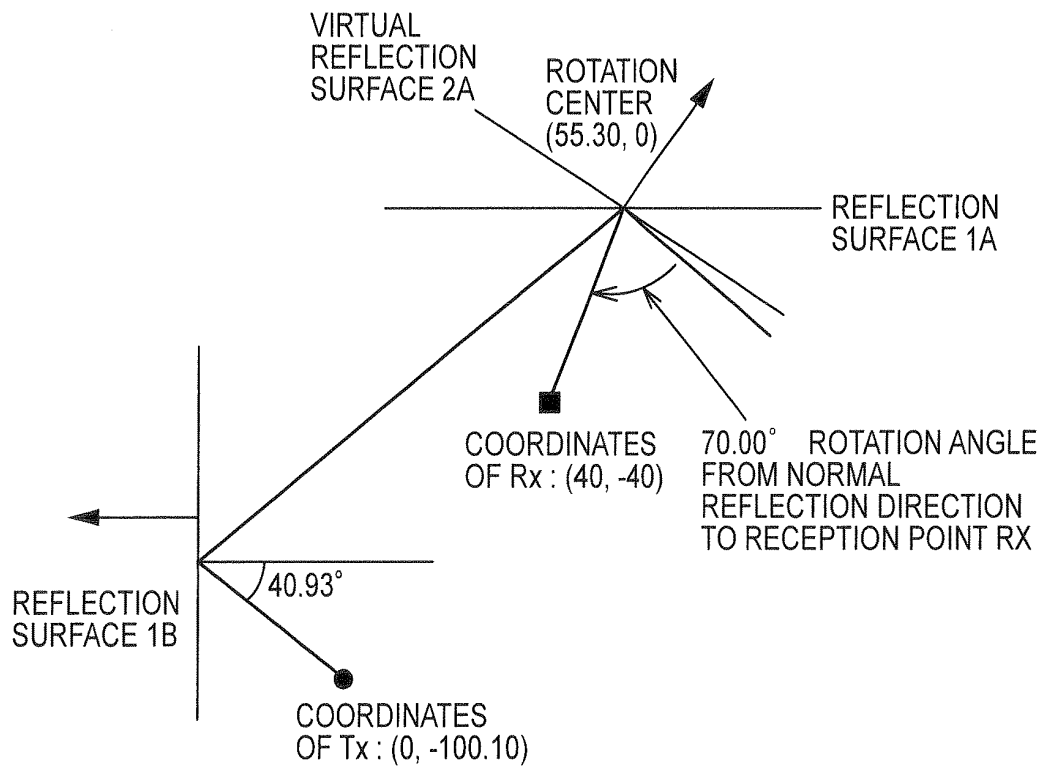 VIRTUAL
REFLECTION
SURFACE 2A
ROTATION
CENTER
(55.30, 0)
REFLECTION
SURFACE 1A
COORDINATES
OF Rx : (40, -40)
70.00° ROTATION ANGLE
FROM NORMAL
REFLECTION DIRECTION
TO RECEPTION POINT RX
40.93°
REFLECTION
SURFACE 1B
COORDINATES
OF Tx : (0, -100.10)